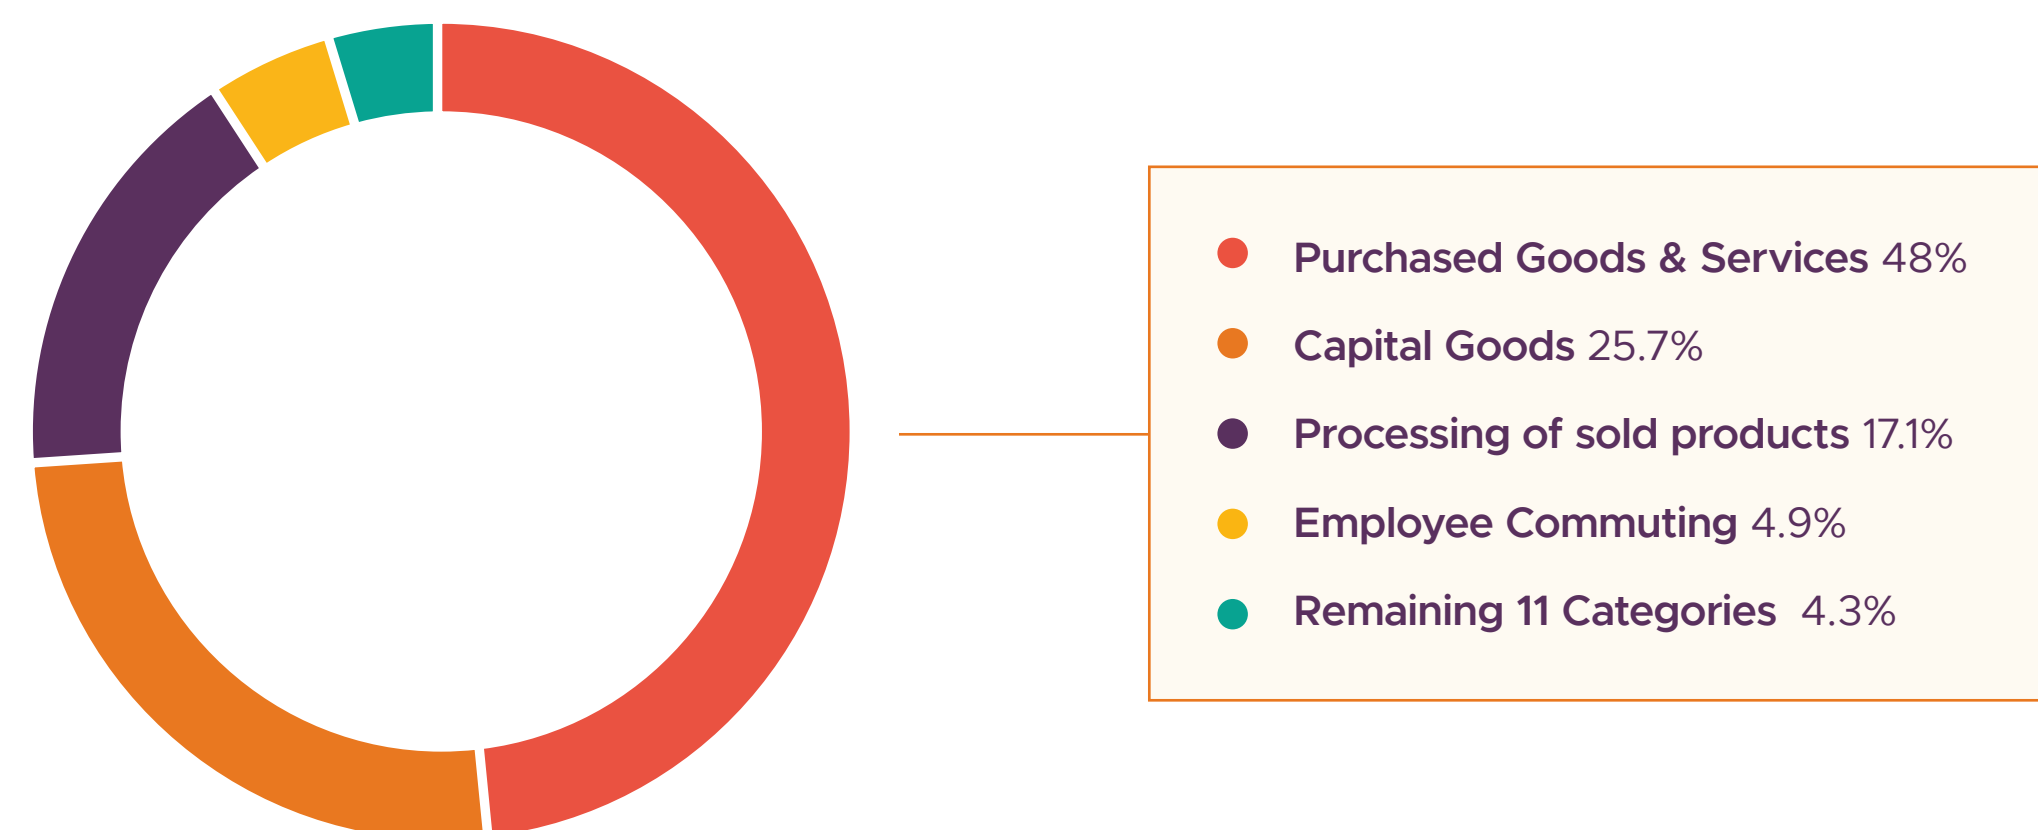 Purchased Goods & Services 48%
Capital Goods 25.7%
Processing of sold products 17.1%
Employee Commuting 4.9%
Remaining 11 Categories 4.3%